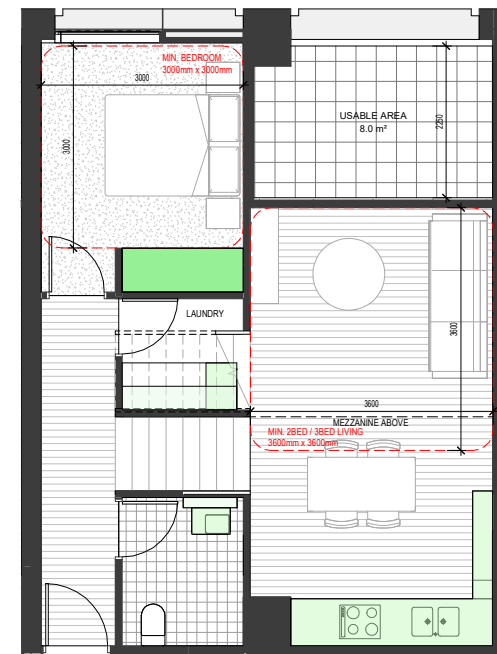 MIN. BEDROOM
3000mm x 3000mm
3000
3000
USABLE AREA
8.0 m²
2250
LAUNDRY
3600
3600
MEZZANINE ABOVE
MIN. 2BED / 3BED LIVING
3600mm x 3600mm